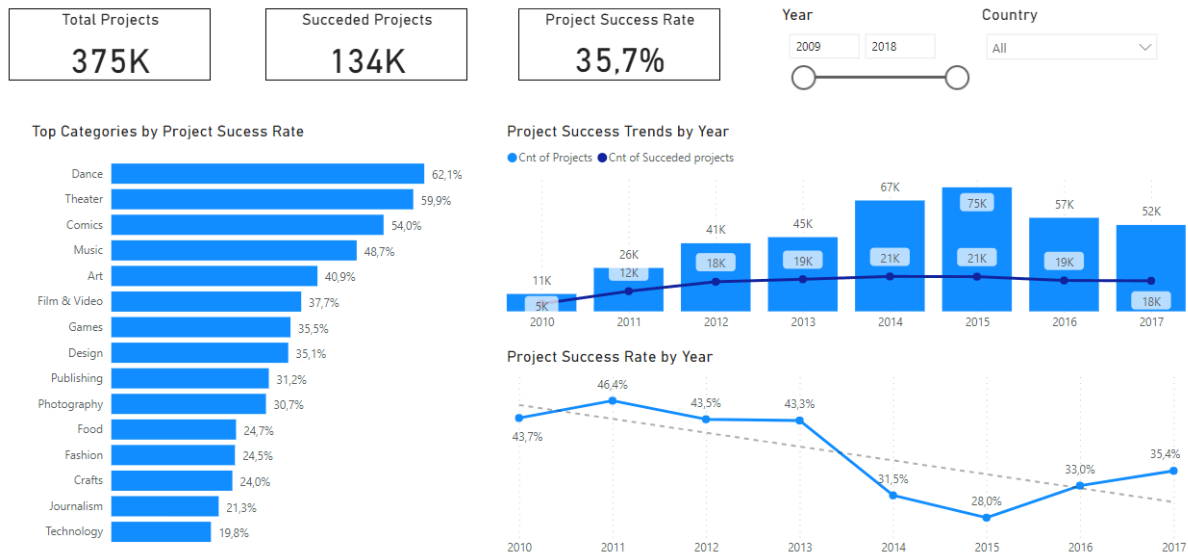 Total Projects
375K
Succeded Projects
134K
Project Success Rate
35,7%
Year
2009
2018
Country
All
Top Categories by Project Sucess Rate
Dance 62,1%
Theater 59,9%
Comics 54,0%
Music 48,7%
Art 40,9%
Film & Video 37,7%
Games 35,5%
Design 35,1%
Publishing 31,2%
Photography 30,7%
Food 24,7%
Fashion 24,5%
Crafts 24,0%
Journalism 21,3%
Technology 19,8%
Project Success Trends by Year
Cnt of Projects Cnt of Succeded projects
11K 26K 41K 45K 67K 75K 57K 52K
5K 12K 18K 19K 21K 21K 19K 18K
2010 2011 2012 2013 2014 2015 2016 2017
Project Success Rate by Year
43,7% 46,4% 43,5% 43,3% 31,5% 28,0% 33,0% 35,4%
2010 2011 2012 2013 2014 2015 2016 2017